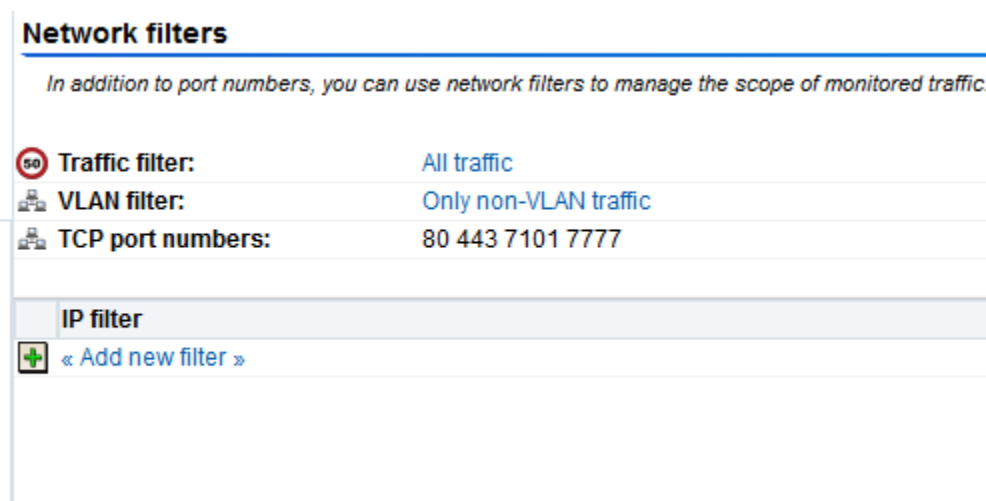 Network filters
In addition to port numbers, you can use network filters to manage the scope of monitored traffic.
50 Traffic filter: All traffic
VLAN filter: Only non-VLAN traffic
TCP port numbers: 80 443 7101 7777
IP filter
« Add new filter »